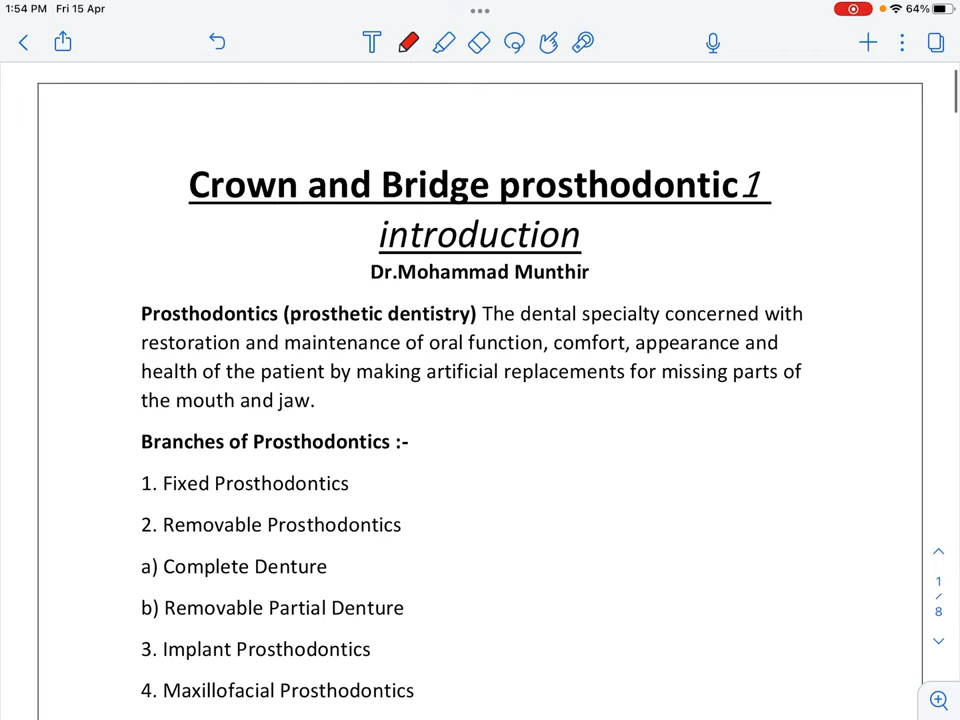 1:54 PM Fri 15 Apr
64%
Crown and Bridge prosthodontic1
introduction
Dr.Mohammad Munthir
Prosthodontics (prosthetic dentistry) The dental specialty concerned with
restoration and maintenance of oral function, comfort, appearance and
health of the patient by making artificial replacements for missing parts of
the mouth and jaw.
Branches of Prosthodontics :-
1. Fixed Prosthodontics
2. Removable Prosthodontics
a) Complete Denture
b) Removable Partial Denture
3. Implant Prosthodontics
4. Maxillofacial Prosthodontics
1
/
8